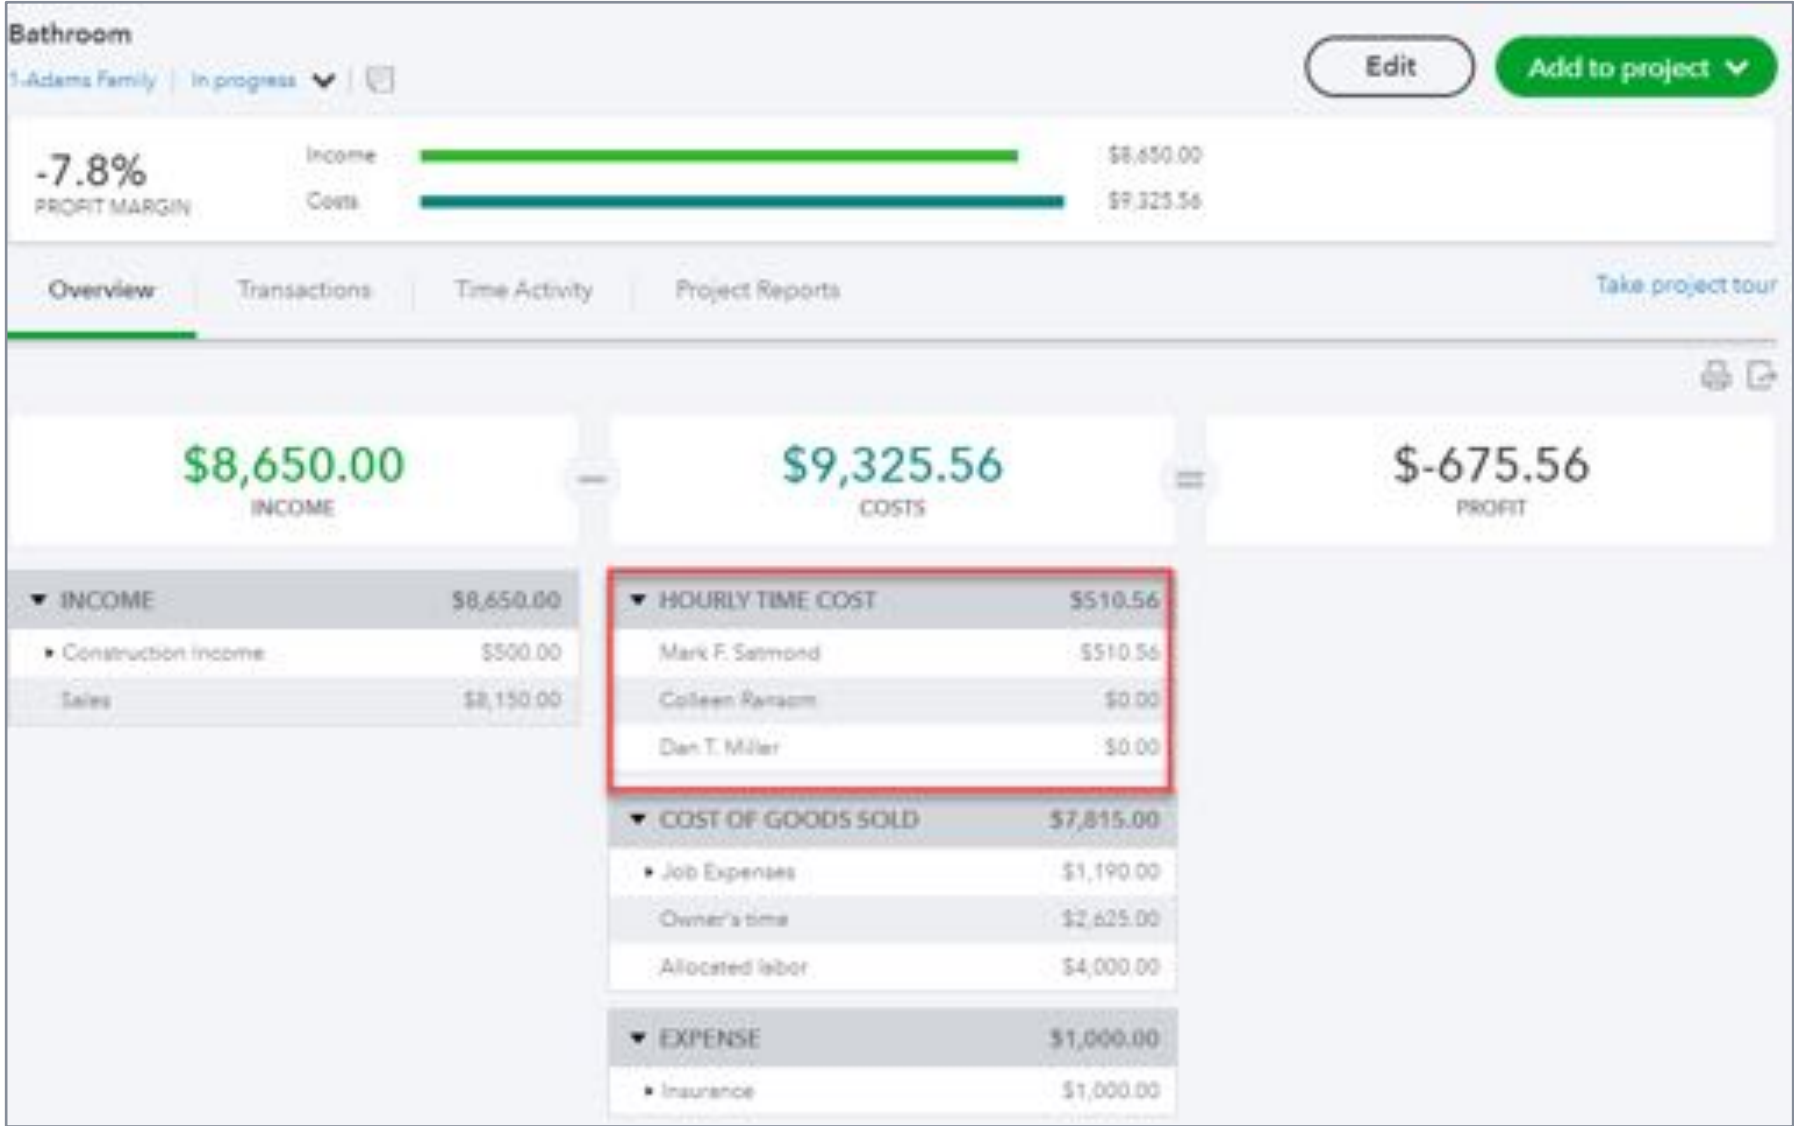 Bathroom
Edit
Add to project
1-Adams Family | In progress
-7.8%
PROFIT MARGIN
Income $8,650.00
Costs $9,325.56
Overview Transactions Time Activity Project Reports
Take project tour
$8,650.00
INCOME
–
$9,325.56
COSTS
=
$-675.56
PROFIT
INCOME $8,650.00
Construction Income $500.00
Sales $8,150.00
HOURLY TIME COST $510.56
Mark F. Satmond $510.56
Colleen Ransom $0.00
Dan T. Miller $0.00
COST OF GOODS SOLD $7,815.00
Job Expenses $1,190.00
Owner's time $2,625.00
Allocated labor $4,000.00
EXPENSE $1,000.00
Insurance $1,000.00